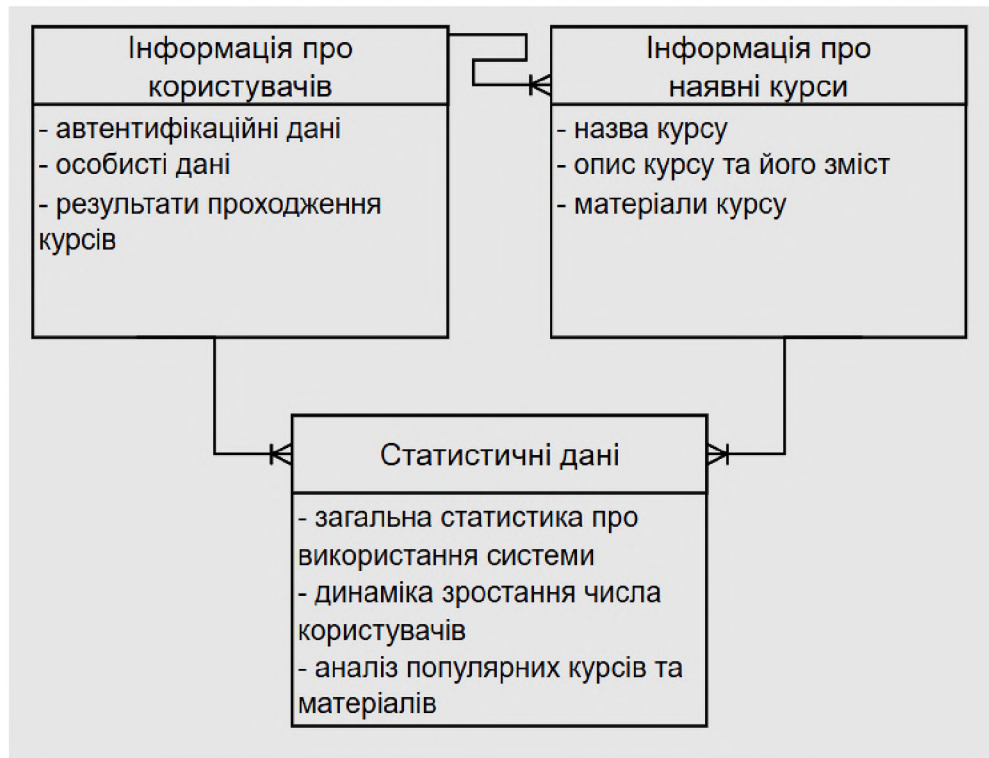 Інформація про
користувачів
- автентифікаційні дані
- особисті дані
- результати проходження
курсів
Інформація про
наявні курси
- назва курсу
- опис курсу та його зміст
- матеріали курсу
Статистичні дані
- загальна статистика про
використання системи
- динаміка зростання числа
користувачів
- аналіз популярних курсів та
матеріалів